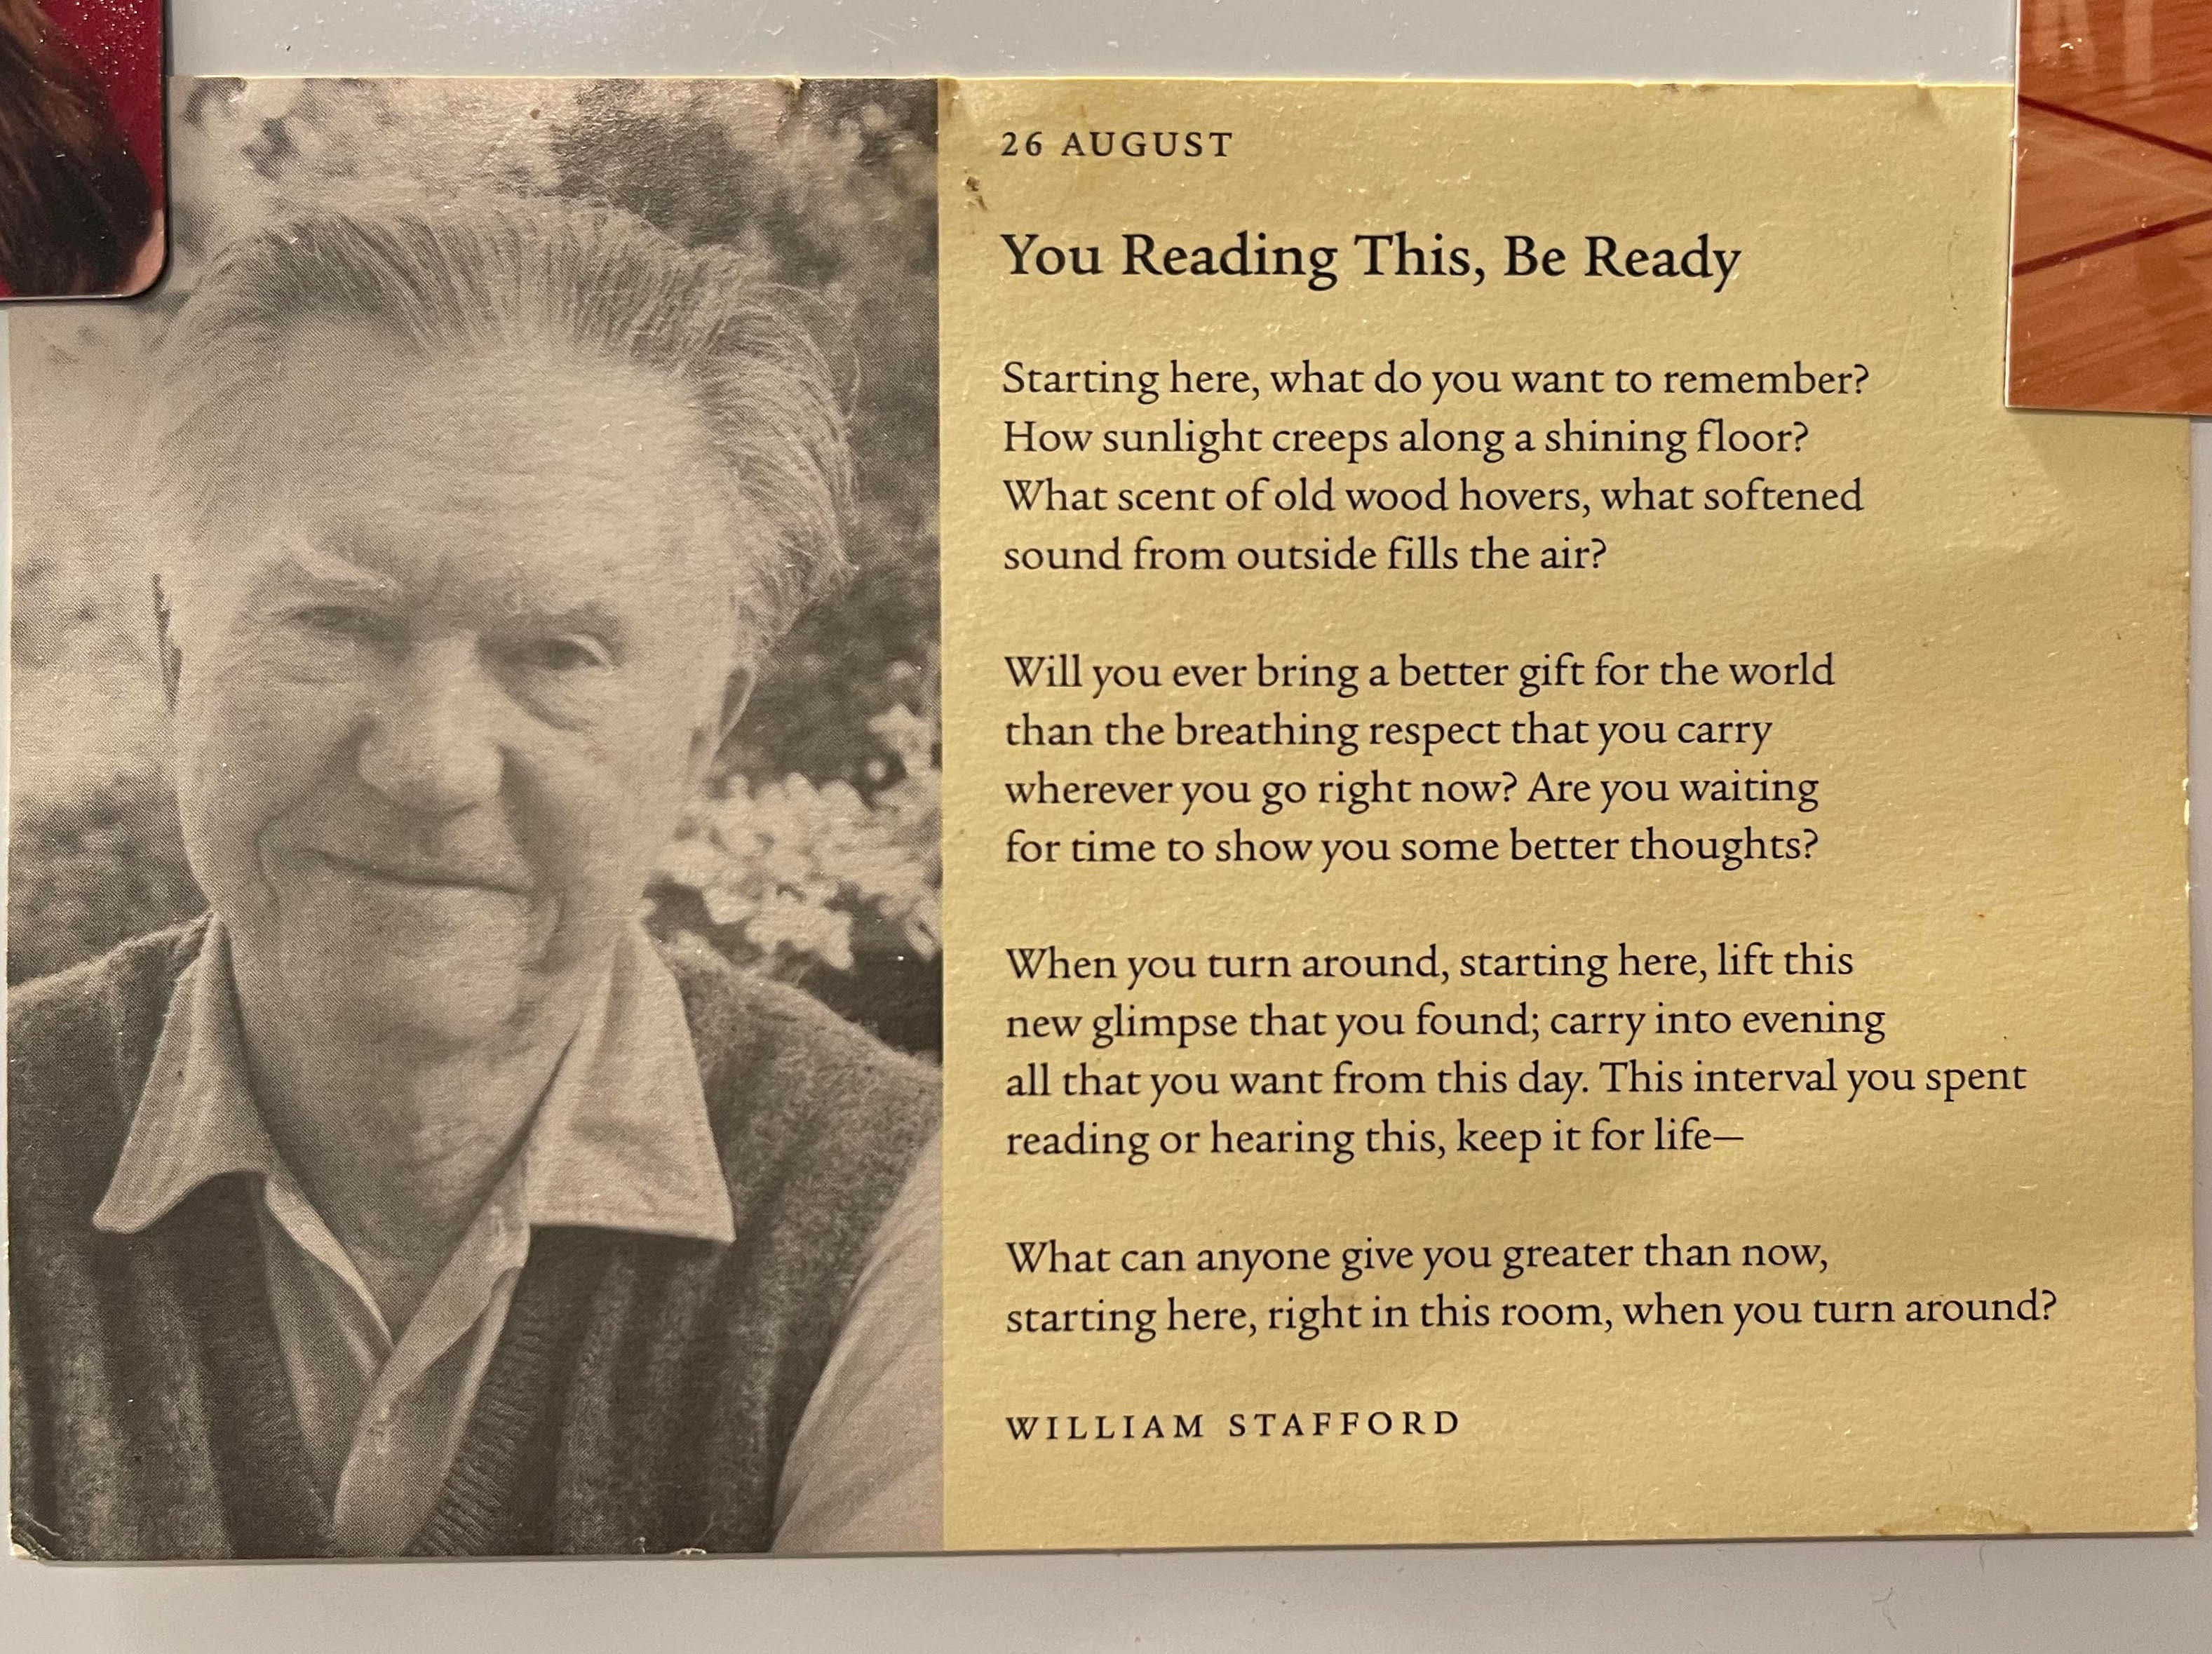 26 AUGUST
You Reading This, Be Ready
Starting here, what do you want to remember?
How sunlight creeps along a shining floor?
What scent of old wood hovers, what softened
sound from outside fills the air?
Will you ever bring a better gift for the world
than the breathing respect that you carry
wherever you go right now? Are you waiting
for time to show you some better thoughts?
When you turn around, starting here, lift this
new glimpse that you found; carry into evening
all that you want from this day. This interval you spent
reading or hearing this, keep it for life—
What can anyone give you greater than now,
starting here, right in this room, when you turn around?
WILLIAM STAFFORD